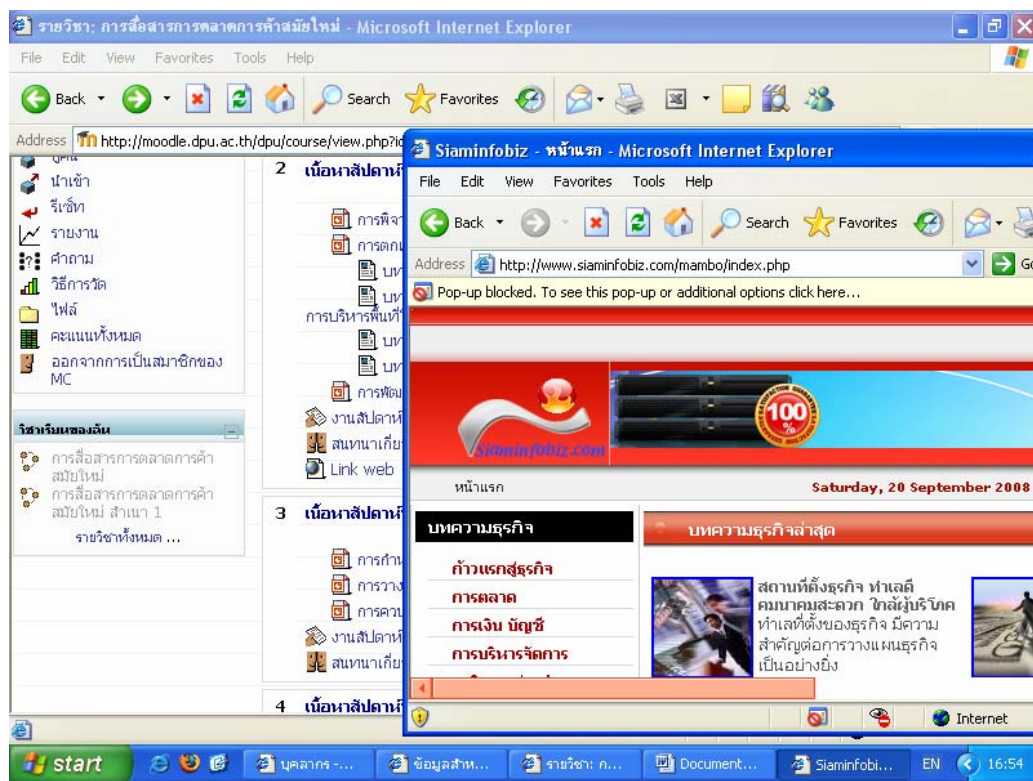 รายวิชา: การสื่อสารการตลาดการค้าสมัยใหม่ - Microsoft Internet Explorer
File Edit View Favorites Tools Help
Back Search Favorites
Address http://moodle.dpu.ac.th/dpu/course/view.php?id
นำเข้า
รีเซ็ท
รายงาน
คำถาม
วิธีการวัด
ไฟล์
คะแนนทั้งหมด
ออกจากการเป็นสมาชิกของ
MC
วิชาเรียนของฉัน
การสื่อสารการตลาดการค้า
สมัยใหม่
การสื่อสารการตลาดการค้า
สมัยใหม่ สำเนา 1
รายวิชาทั้งหมด ...
2 เนื้อหาสัปดาห์
การพิจา
การตกแ
บท
บท
การบริหารพื้นที่
บท
บท
การพัฒ
งานสัปดาห์
สนทนาเกี่ย
Link web
3 เนื้อหาสัปดาห์
การกำห
การวาง
การควบ
งานสัปดาห์
สนทนาเกี่ย
4 เนื้อหาสัปดาห์
Siaminfobiz - หน้าแรก - Microsoft Internet Explorer
File Edit View Favorites Tools Help
Back Search Favorites
Address http://www.siaminfobiz.com/mambo/index.php Go
Pop-up blocked. To see this pop-up or additional options click here...
Siaminfobiz.com
100
%
หน้าแรก Saturday, 20 September 2008
บทความธุรกิจ
ก้าวแรกสู่ธุรกิจ
การตลาด
การเงิน บัญชี
การบริหารจัดการ
บทความธุรกิจล่าสุด
สถานที่ตั้งธุรกิจ ทำเลดี
คมนาคมสะดวก ใกล้ผู้บริโภค
ทำเลที่ตั้งของธุรกิจ มีความ
สำคัญต่อการวางแผนธุรกิจ
เป็นอย่างยิ่ง
Internet
start บุคลากร -... ข้อมูลสำห... รายวิชา: ก... Document... Siaminfobi... EN 16:54